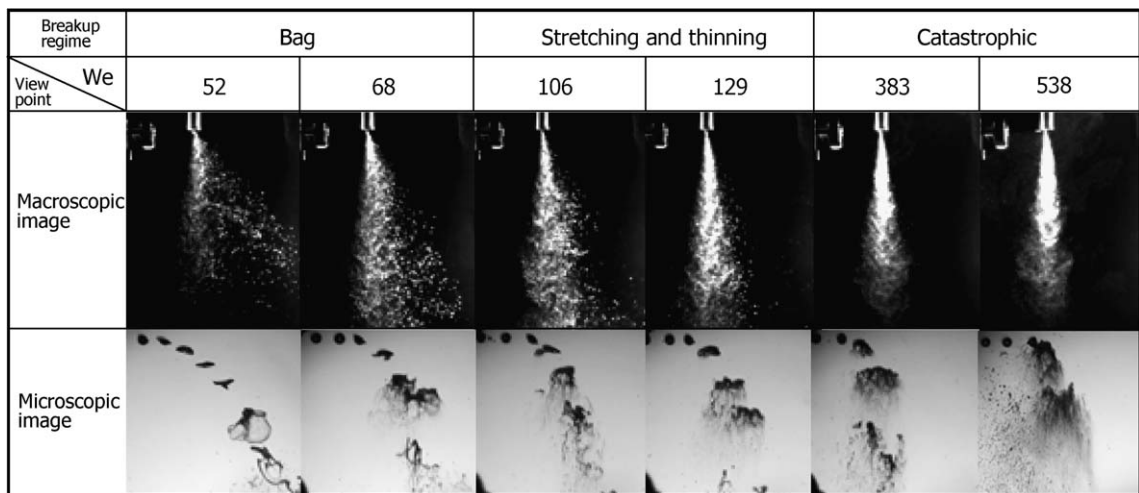 Breakup
regime
Bag
Stretching and thinning
Catastrophic
View
point
We
52
68
106
129
383
538
Macroscopic
image
Microscopic
image